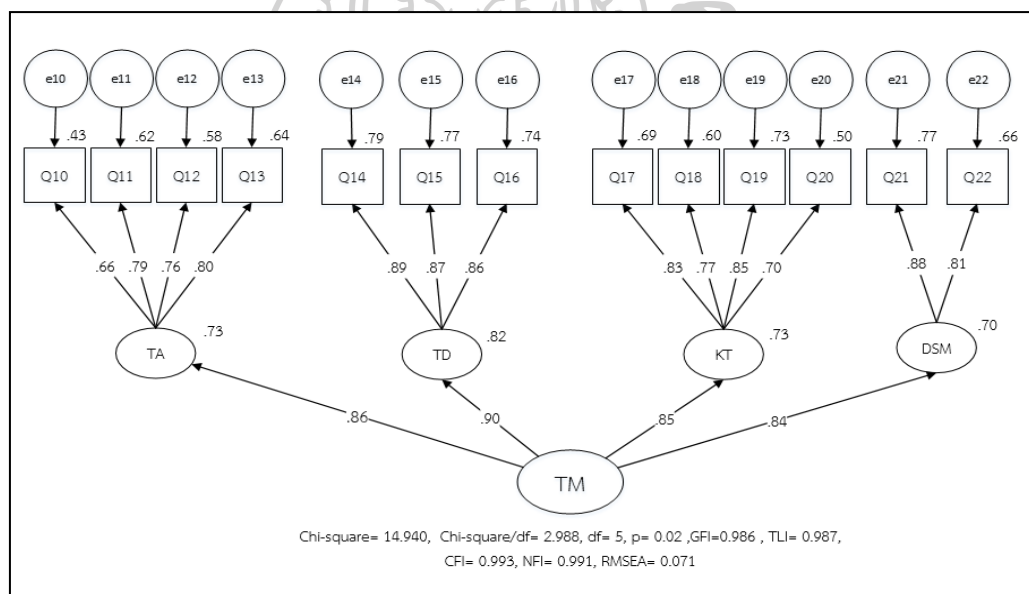 e10 e11 e12 e13 e14 e15 e16 e17 e18 e19 e20 e21 e22
.43 .62 .58 .64 .79 .77 .74 .69 .60 .73 .50 .77 .66
Q10 Q11 Q12 Q13 Q14 Q15 Q16 Q17 Q18 Q19 Q20 Q21 Q22
.66 .79 .76 .80 .89 .87 .86 .83 .77 .85 .70 .88 .81
TA .73 TD .82 KT .73 DSM .70
.86 .90 .85 .84
TM
Chi-square= 14.940, Chi-square/df= 2.988, df= 5, p= 0.02 ,GFI=0.986 , TLI= 0.987,
CFI= 0.993, NFI= 0.991, RMSEA= 0.071